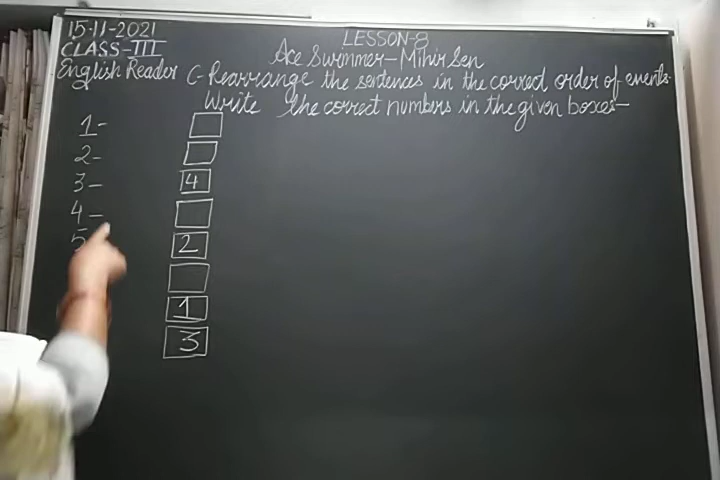 15-11-2021
LESSON-8
CLASS-III
Ace Swimmer-Mihir Sen
English Reader
C-Rearrange the sentences in the correct order of events.
Write the correct numbers in the given boxes-
1-
2-
3- 4
4-
5 2
1
3